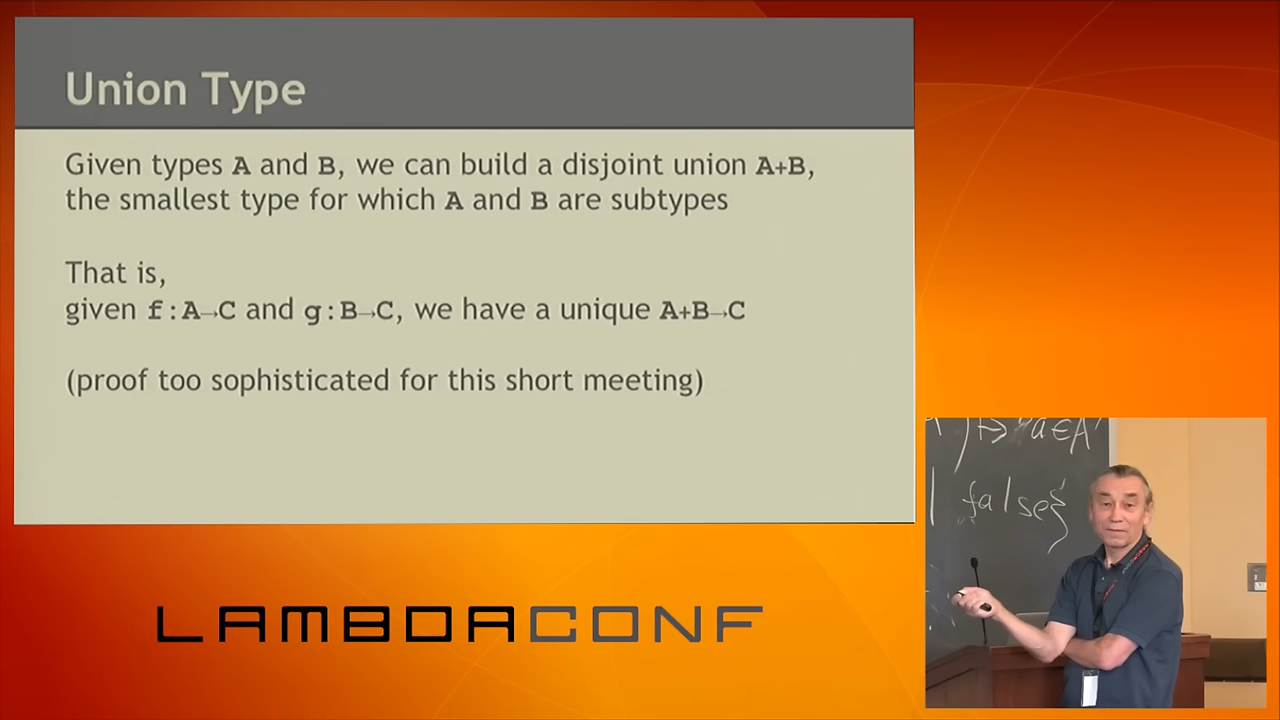 Union Type
Given types A and B, we can build a disjoint union A+B,
the smallest type for which A and B are subtypes
That is,
given f:A→C and g:B→C, we have a unique A+B→C
(proof too sophisticated for this short meeting)
) ↦ "a∈A"
| false}
LAMBDACONF